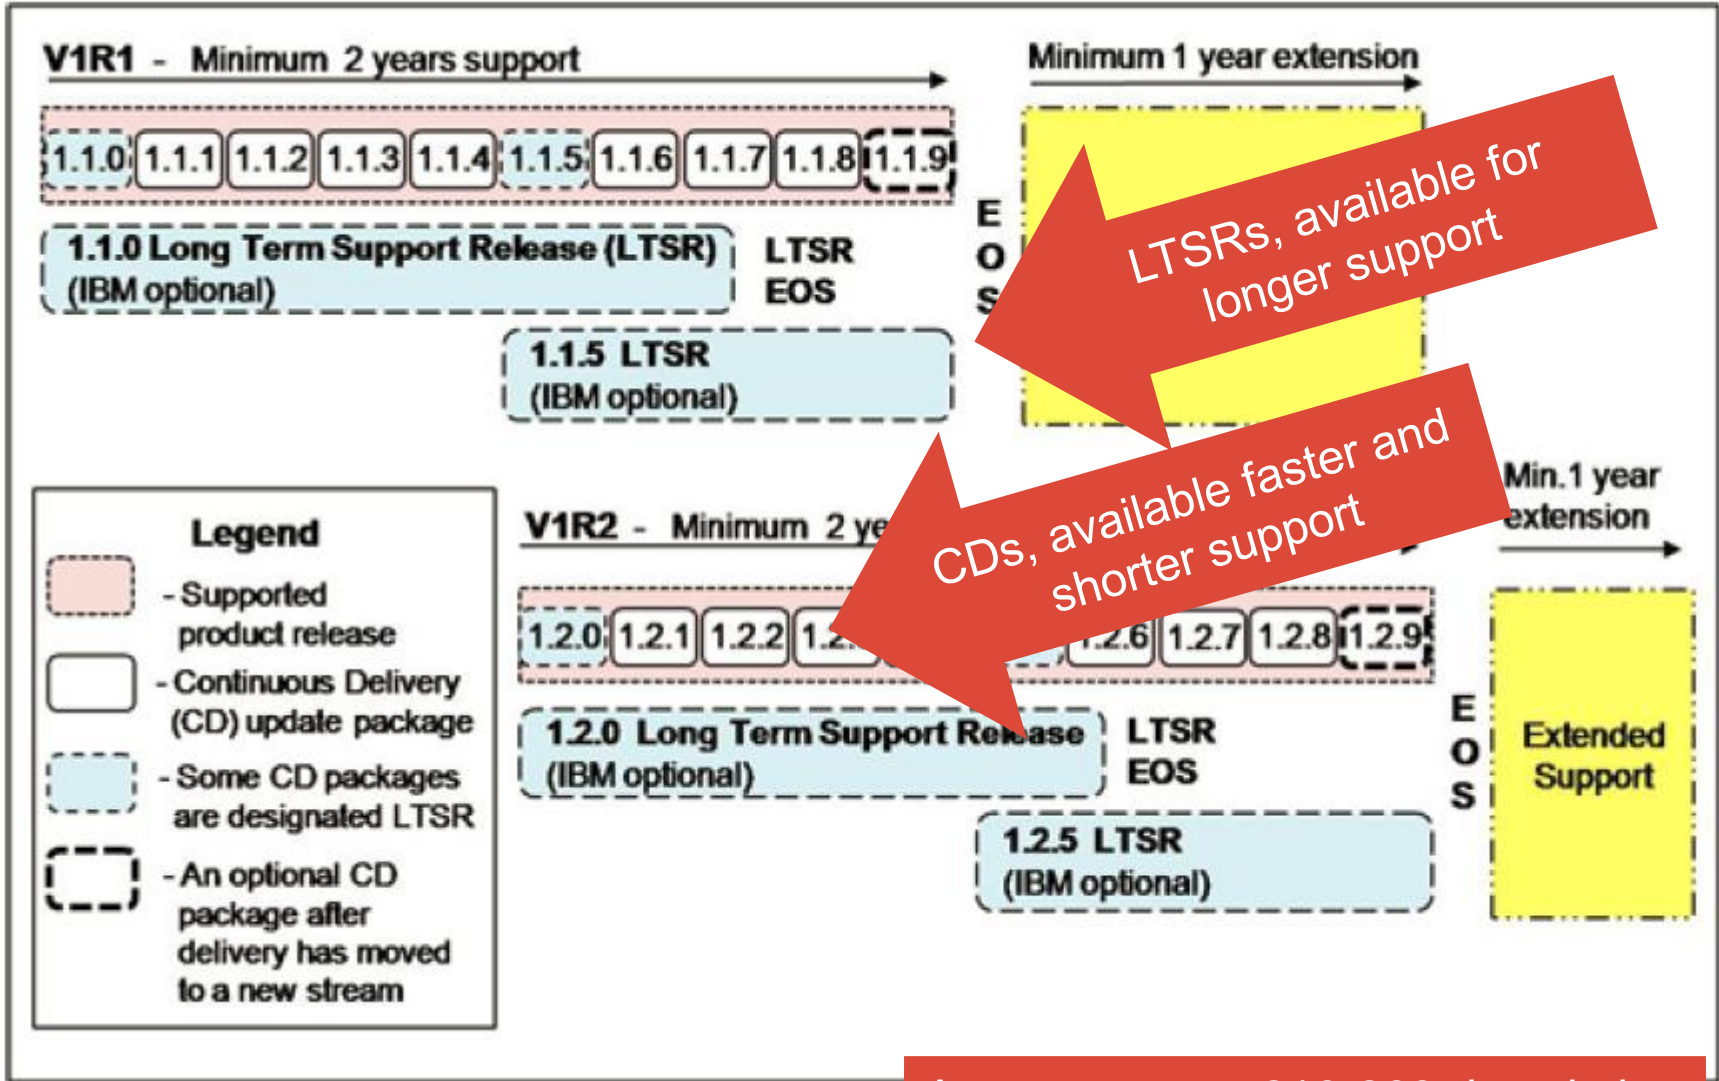 V1R1 - Minimum 2 years support
Minimum 1 year extension
1.1.0 1.1.1 1.1.2 1.1.3 1.1.4 1.1.5 1.1.6 1.1.7 1.1.8 1.1.9
1.1.0 Long Term Support Release (LTSR)
(IBM optional)
LTSR
EOS
EOS
1.1.5 LTSR
(IBM optional)
LTSRs, available for
longer support
CDs, available faster and
shorter support
Legend
- Supported
product release
- Continuous Delivery
(CD) update package
- Some CD packages
are designated LTSR
- An optional CD
package after
delivery has moved
to a new stream
V1R2 - Minimum 2
Min.1 year
extension
1.2.0 1.2.1 1.2.2 1.2.6 1.2.7 1.2.8 1.2.9
1.2.0 Long Term Support Release
(IBM optional)
LTSR
EOS
EOS
1.2.5 LTSR
(IBM optional)
Extended
Support